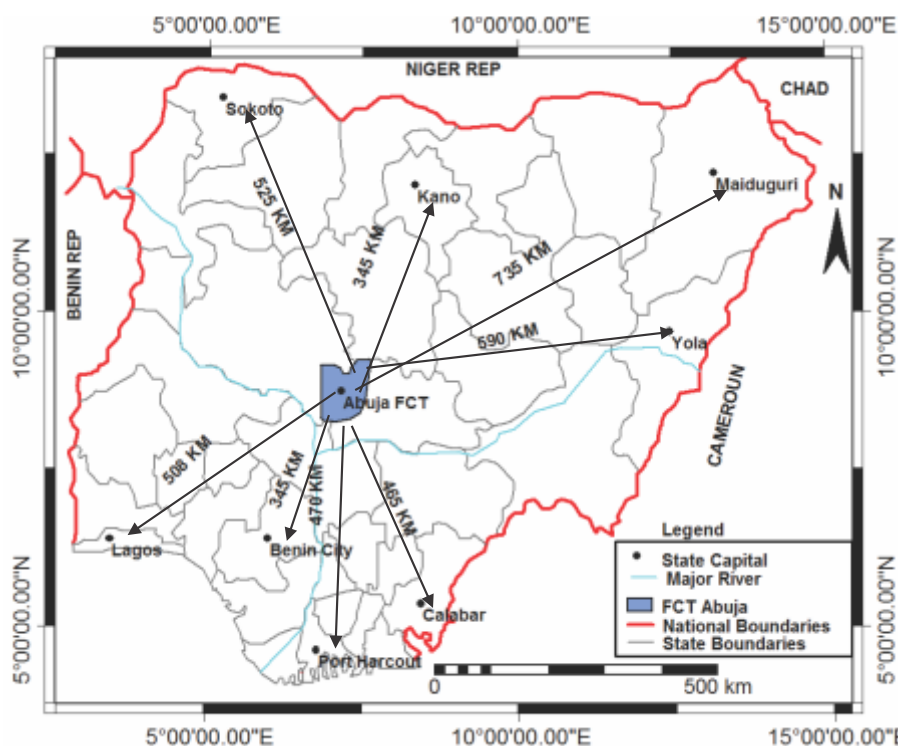 5°00'00.00"E
10°00'00.00"E
15°00'00.00"E
NIGER REP
CHAD
Sokoto
Kano
Maiduguri
N
525 KM
345 KM
735 KM
BENIN REP
10°00'00.00"N
10°00'00.00"N
590 KM
Yola
Abuja FCT
CAMEROUN
508 KM
345 KM
470 KM
465 KM
Lagos
Benin City
Calabar
Port Harcout
Legend
State Capital
Major River
FCT Abuja
National Boundaries
State Boundaries
5°00'00.00"N
5°00'00.00"N
0
500 km
5°00'00.00"E
10°00'00.00"E
15°00'00.00"E